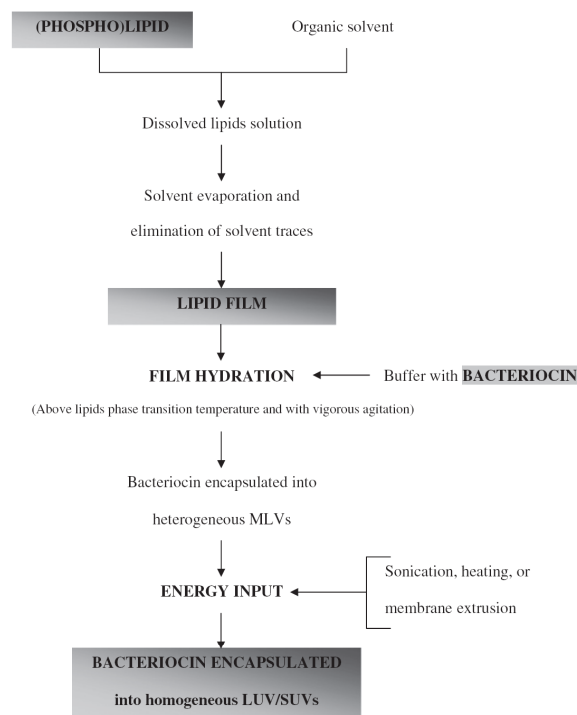 (PHOSPHO)LIPID
Organic solvent
Dissolved lipids solution
Solvent evaporation and
elimination of solvent traces
LIPID FILM
FILM HYDRATION
Buffer with BACTERIOCIN
(Above lipids phase transition temperature and with vigorous agitation)
Bacteriocin encapsulated into
heterogeneous MLVs
ENERGY INPUT
Sonication, heating, or
membrane extrusion
BACTERIOCIN ENCAPSULATED
into homogeneous LUV/SUVs